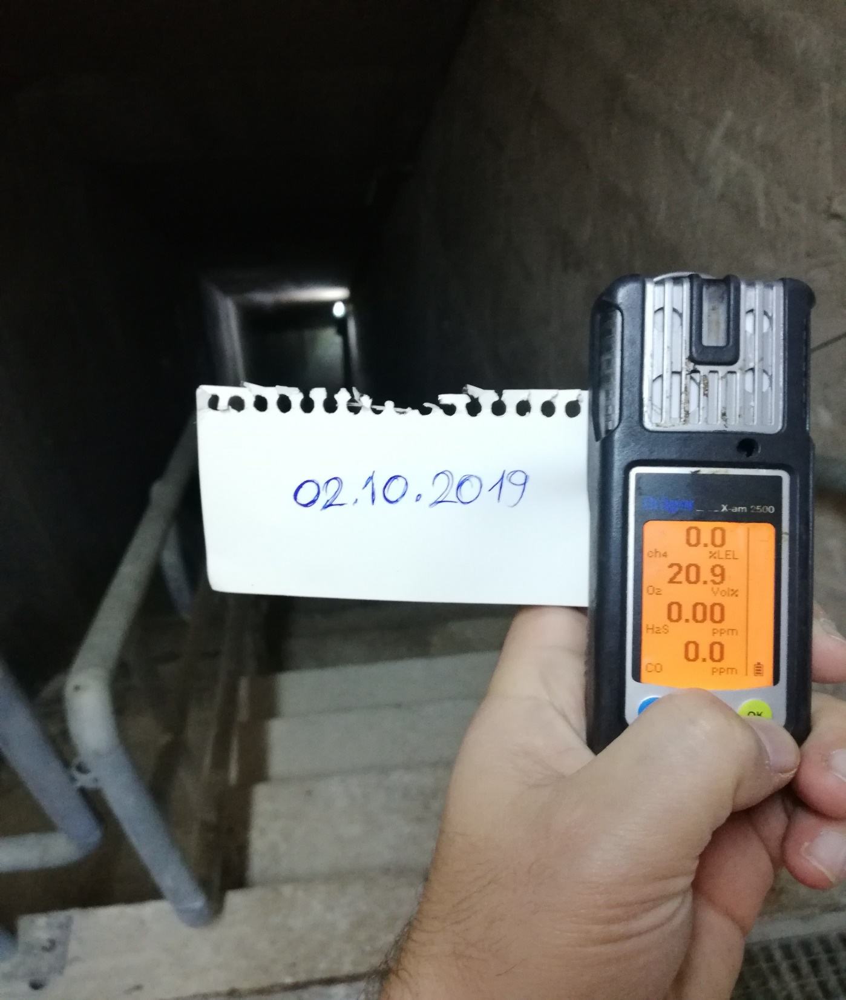 02.10.2019
Dräger X-am 2500
0.0
ch4 %LEL
20.9
O2 Vol%
0.00
H2S ppm
0.0
CO ppm
OK